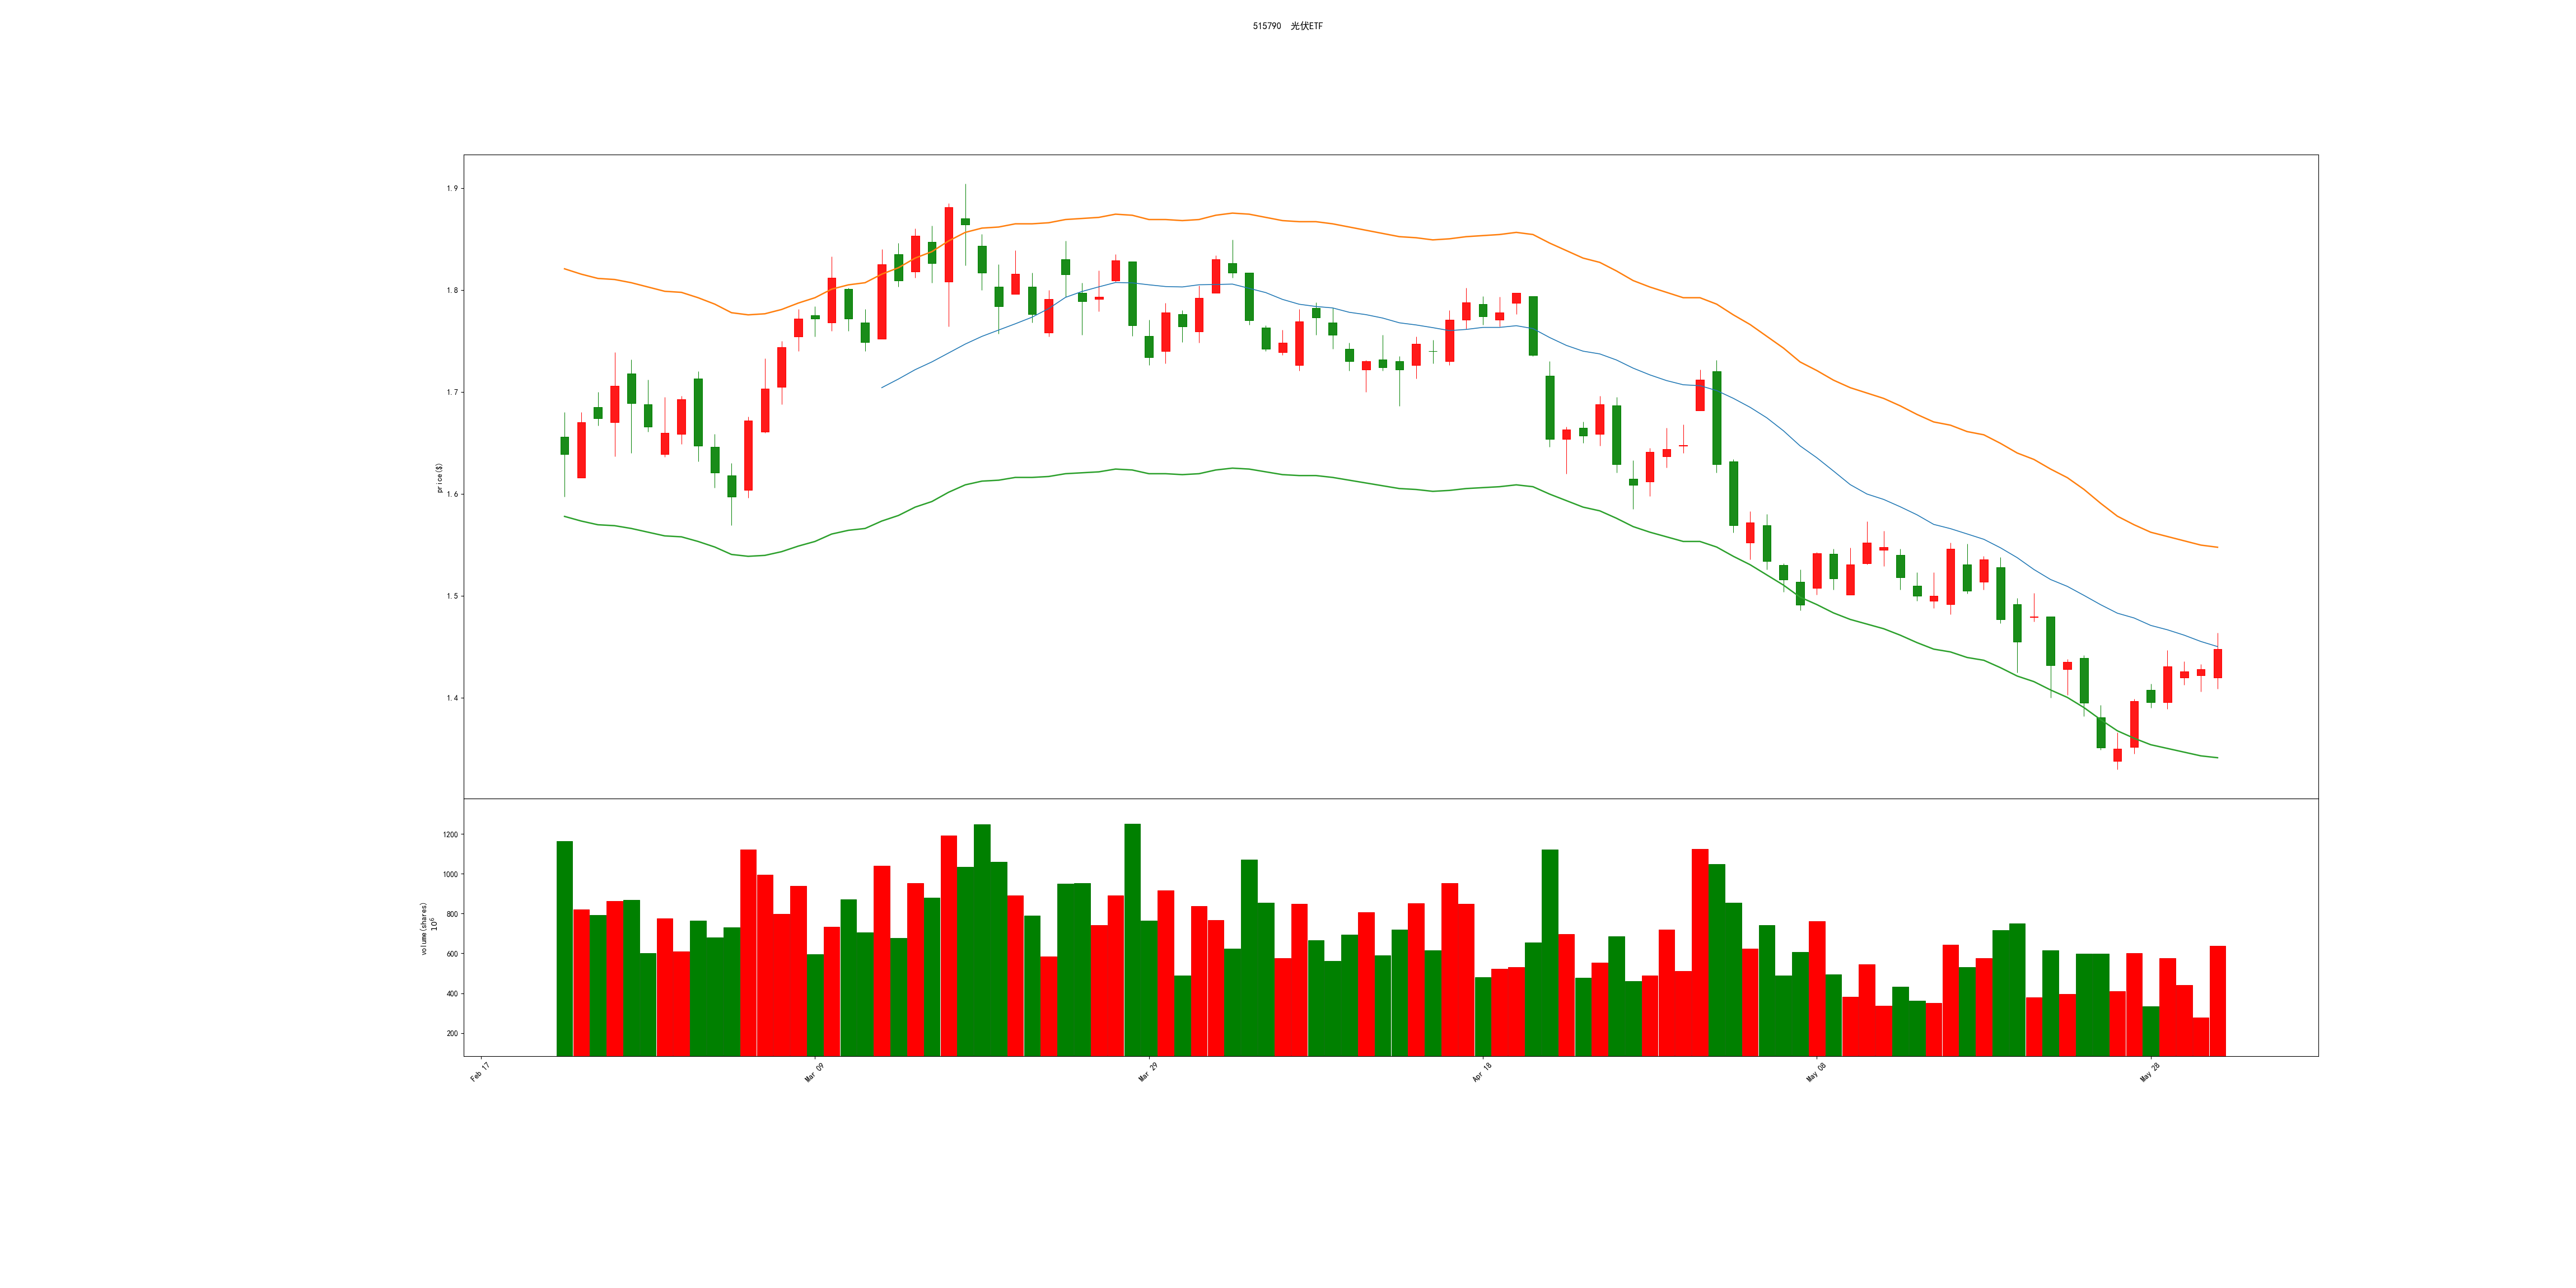 515790 光伏ETF
price($)
1.9
1.8
1.7
1.6
1.5
1.4
volume(shares)
10^6
1200
1000
800
600
400
200
Feb 17
Mar 09
Mar 29
Apr 18
May 08
May 28